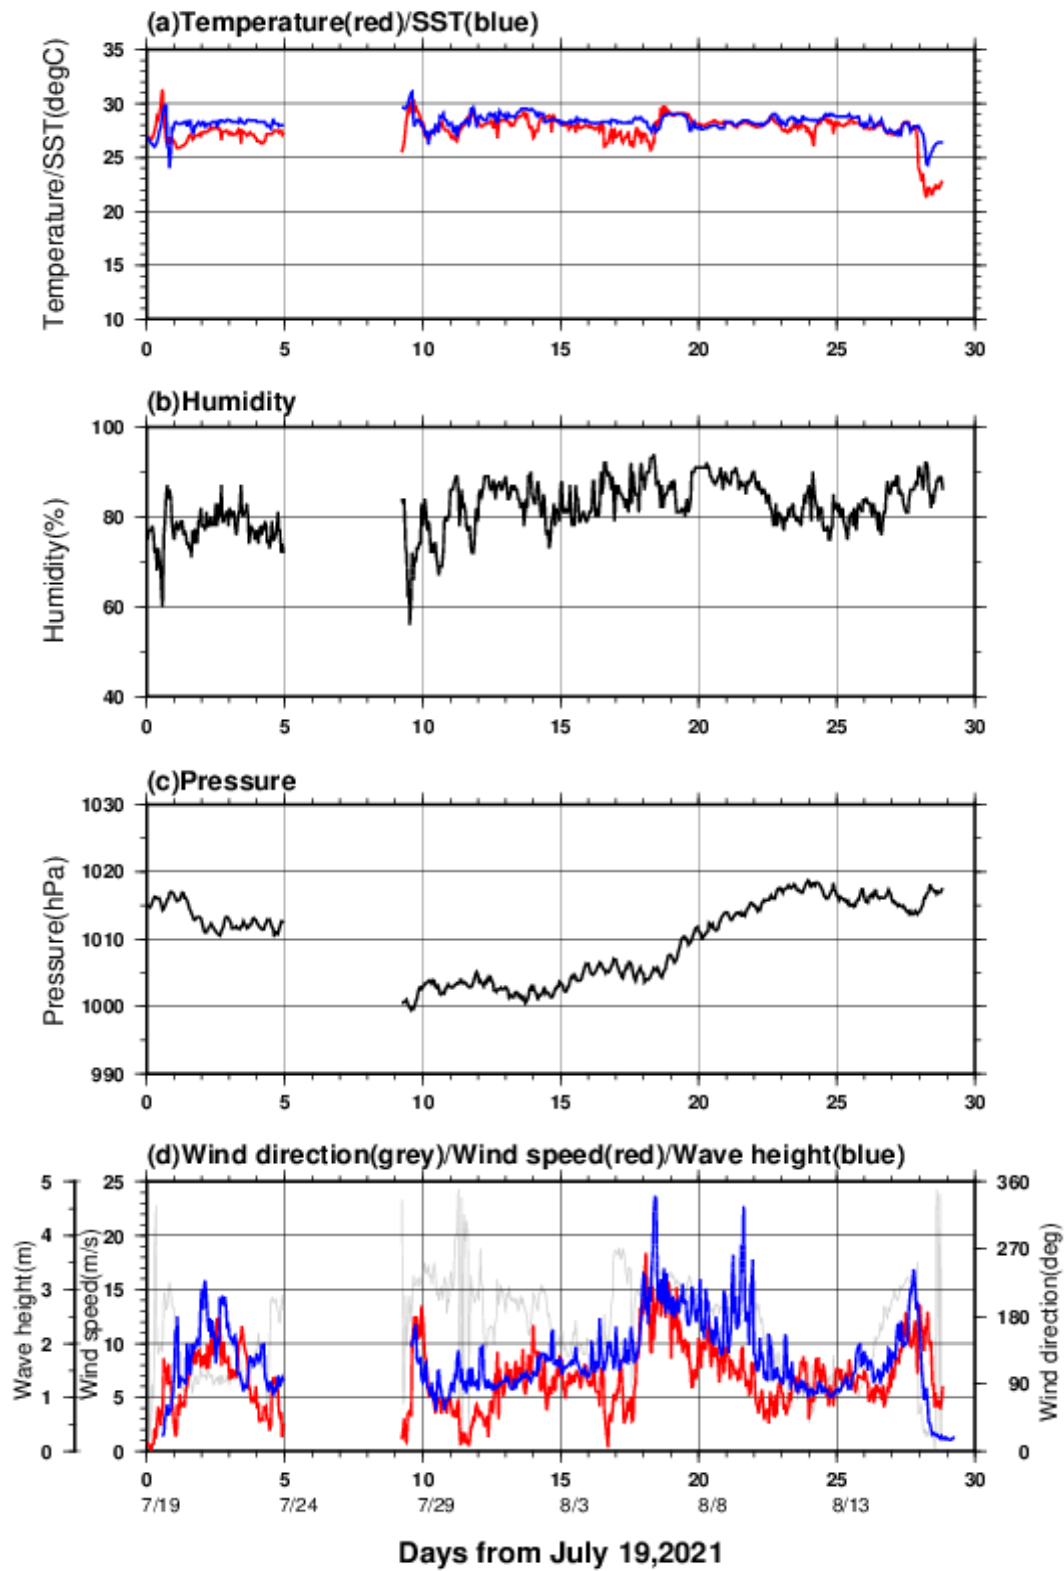 (a)Temperature(red)/SST(blue)
Temperature/SST(degC)
35
30
25
20
15
10
0 5 10 15 20 25 30
(b)Humidity
Humidity(%)
100
80
60
40
0 5 10 15 20 25 30
(c)Pressure
Pressure(hPa)
1030
1020
1010
1000
990
0 5 10 15 20 25 30
(d)Wind direction(grey)/Wind speed(red)/Wave height(blue)
Wave height(m)
Wind speed(m/s)
Wind direction(deg)
5 25 360
4 20
270
3 15
180
2 10
90
1 5
0 0 0
0 5 10 15 20 25 30
7/19 7/24 7/29 8/3 8/8 8/13
Days from July 19,2021